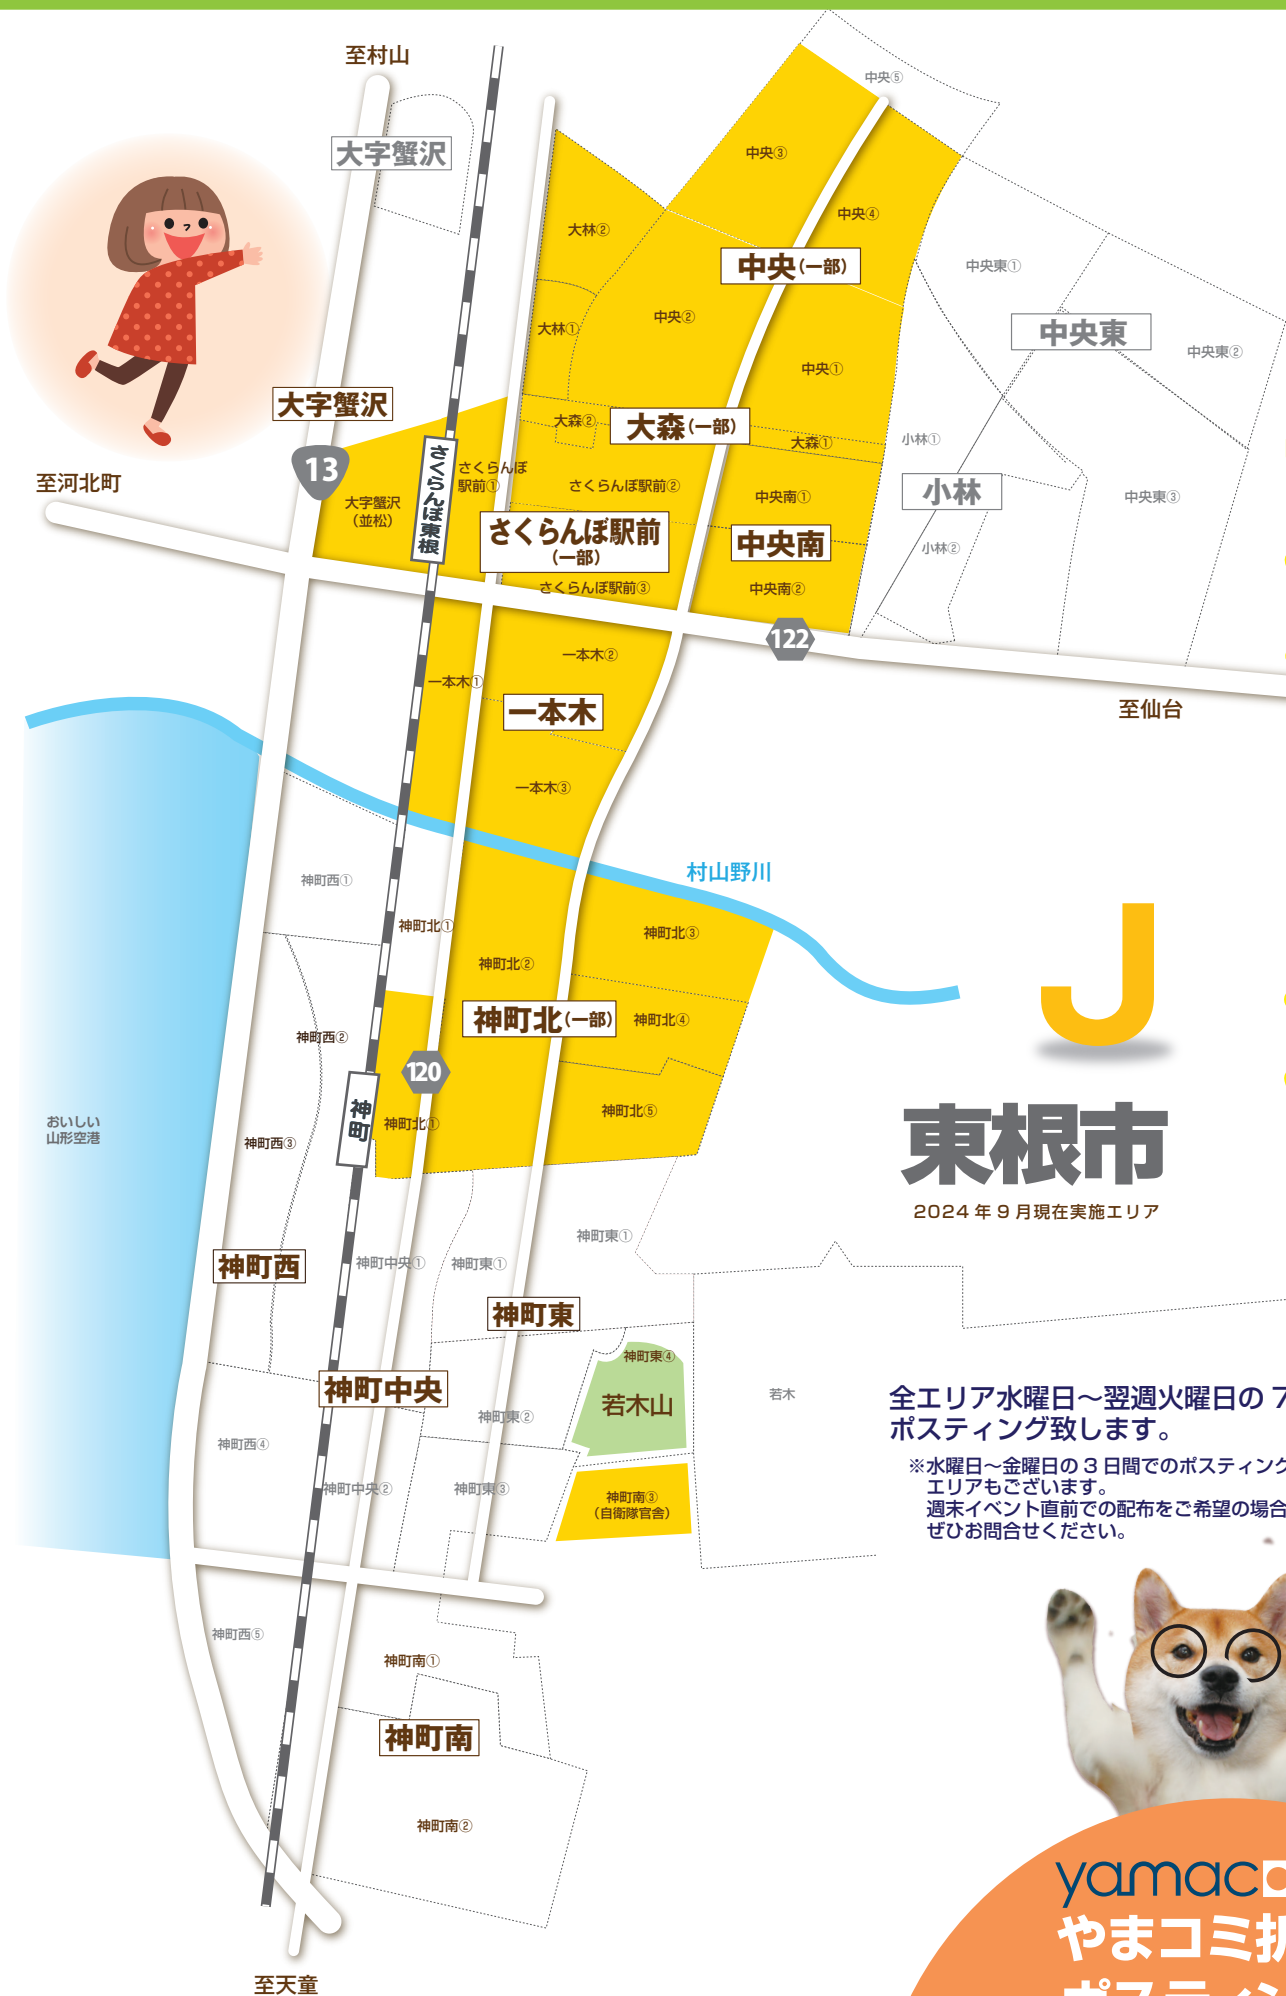 至村山
中央⑤
大字蟹沢
中央③
中央④
大林②
中央(一部)
中央東①
大林①
中央②
中央東
中央東②
中央①
大字蟹沢
大森②
大森(一部)
大森①
小林①
13
さくらんぼ東根
さくらんぼ
駅前①
さくらんぼ駅前②
至河北町
大字蟹沢
(並松)
中央南①
小林
中央東③
さくらんぼ駅前
(一部)
中央南
小林②
さくらんぼ駅前③
中央南②
122
一本木②
一本木①
一本木
至仙台
一本木③
村山野川
神町西①
神町北①
神町北③
神町北②
J
神町北(一部)
神町北④
神町西②
120
神町
神町北①
神町北⑤
おいしい
山形空港
神町西③
東根市
2024年9月現在実施エリア
神町西
神町中央①
神町東①
神町東①
神町東
神町東④
若木山
若木
神町中央
全エリア水曜日～翌週火曜日の7
ポスティング致します。
神町東②
神町西④
※水曜日～金曜日の3日間でのポスティング
エリアもございます。
週末イベント直前での配布をご希望の場合
ぜひお問合せください。
神町中央②
神町東③
神町南③
(自衛隊官舎)
神町西⑤
神町南①
神町南
神町南②
yamac
やまコミ折
ポスティン
至天童